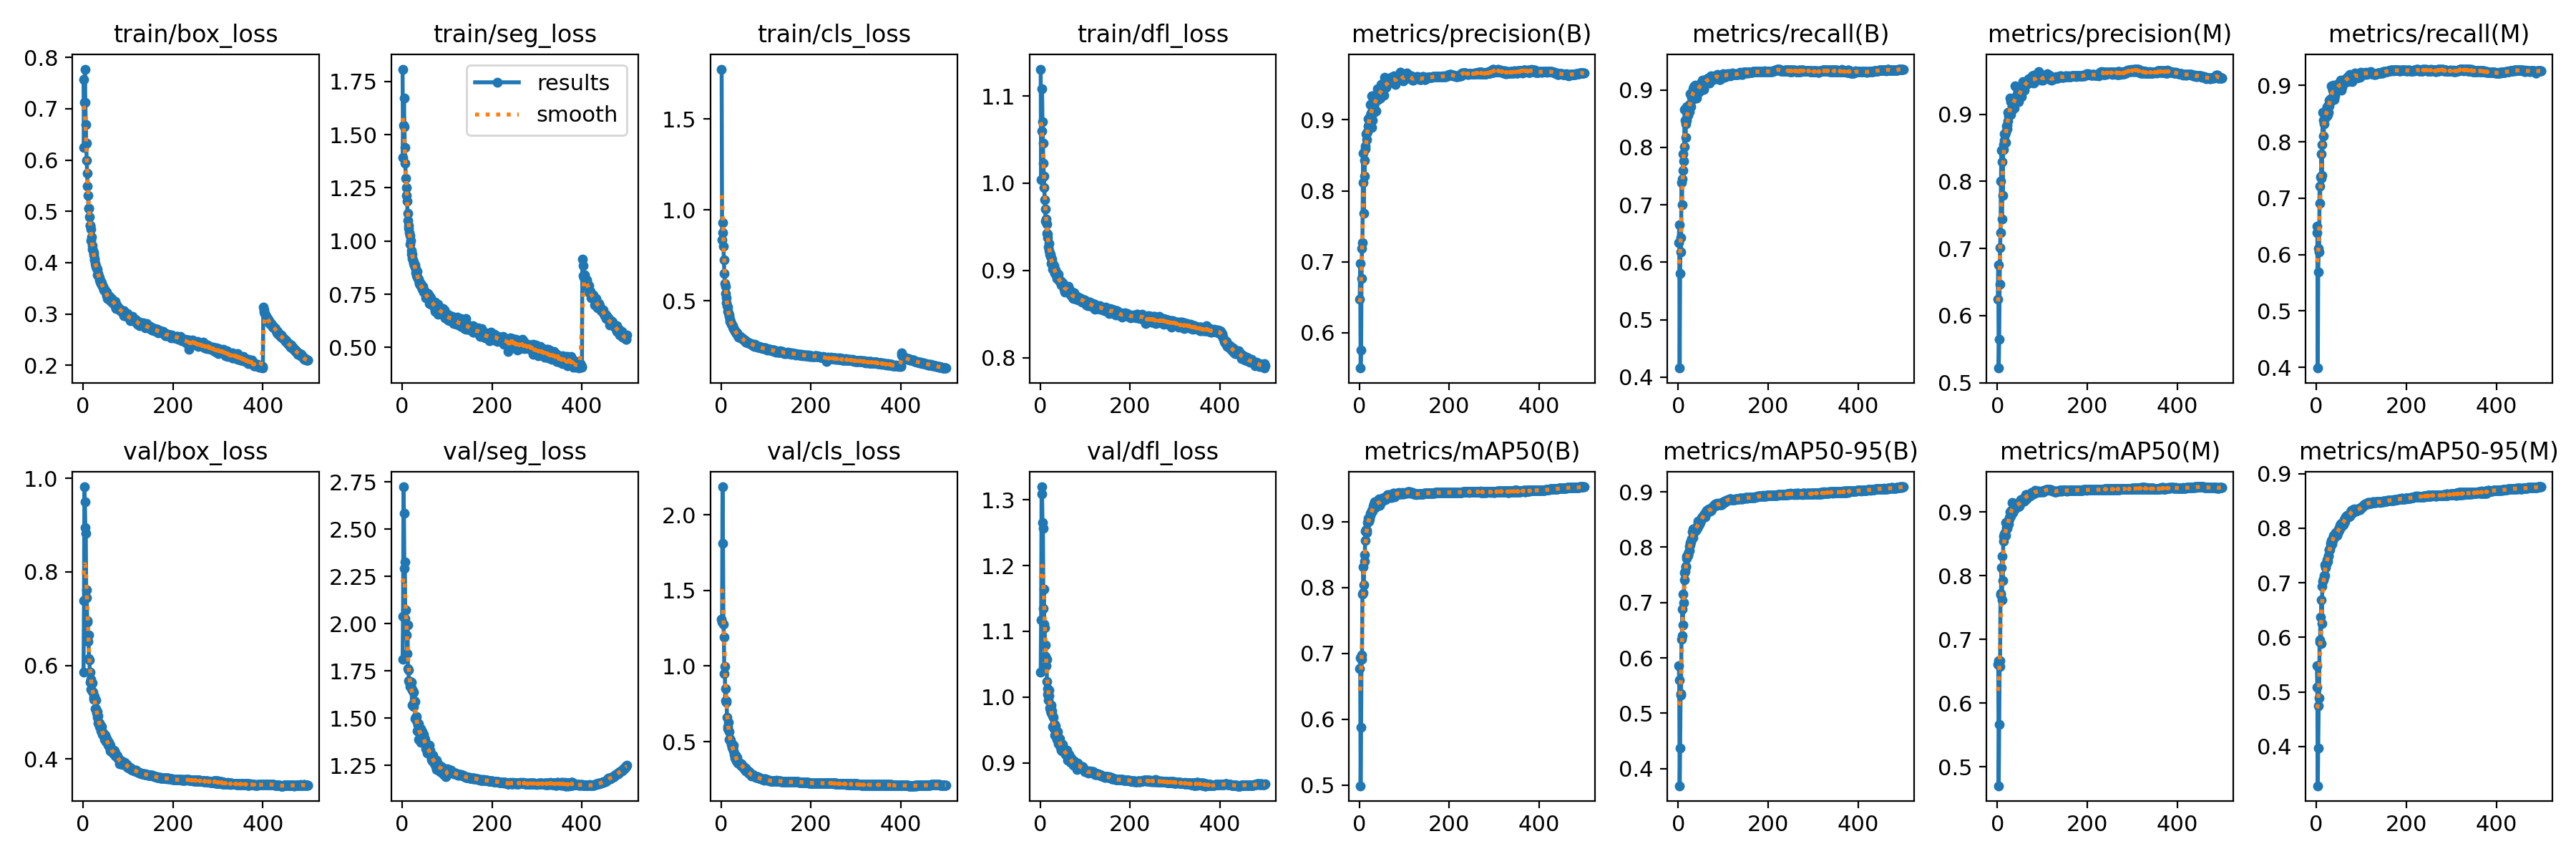 train/box_loss
train/seg_loss
train/cls_loss
train/dfl_loss
metrics/precision(B)
metrics/recall(B)
metrics/precision(M)
metrics/recall(M)
results
smooth
0.8
0.7
0.6
0.5
0.4
0.3
0.2
0 200 400
1.75
1.50
1.25
1.00
0.75
0.50
0 200 400
1.5
1.0
0.5
0 200 400
1.1
1.0
0.9
0.8
0 200 400
0.9
0.8
0.7
0.6
0 200 400
0.9
0.8
0.7
0.6
0.5
0.4
0 200 400
0.9
0.8
0.7
0.6
0.5
0 200 400
0.9
0.8
0.7
0.6
0.5
0.4
0 200 400
val/box_loss
val/seg_loss
val/cls_loss
val/dfl_loss
metrics/mAP50(B)
metrics/mAP50-95(B)
metrics/mAP50(M)
metrics/mAP50-95(M)
1.0
0.8
0.6
0.4
0 200 400
2.75
2.50
2.25
2.00
1.75
1.50
1.25
0 200 400
2.0
1.5
1.0
0.5
0 200 400
1.3
1.2
1.1
1.0
0.9
0 200 400
0.9
0.8
0.7
0.6
0.5
0 200 400
0.9
0.8
0.7
0.6
0.5
0.4
0 200 400
0.9
0.8
0.7
0.6
0.5
0 200 400
0.9
0.8
0.7
0.6
0.5
0.4
0 200 400